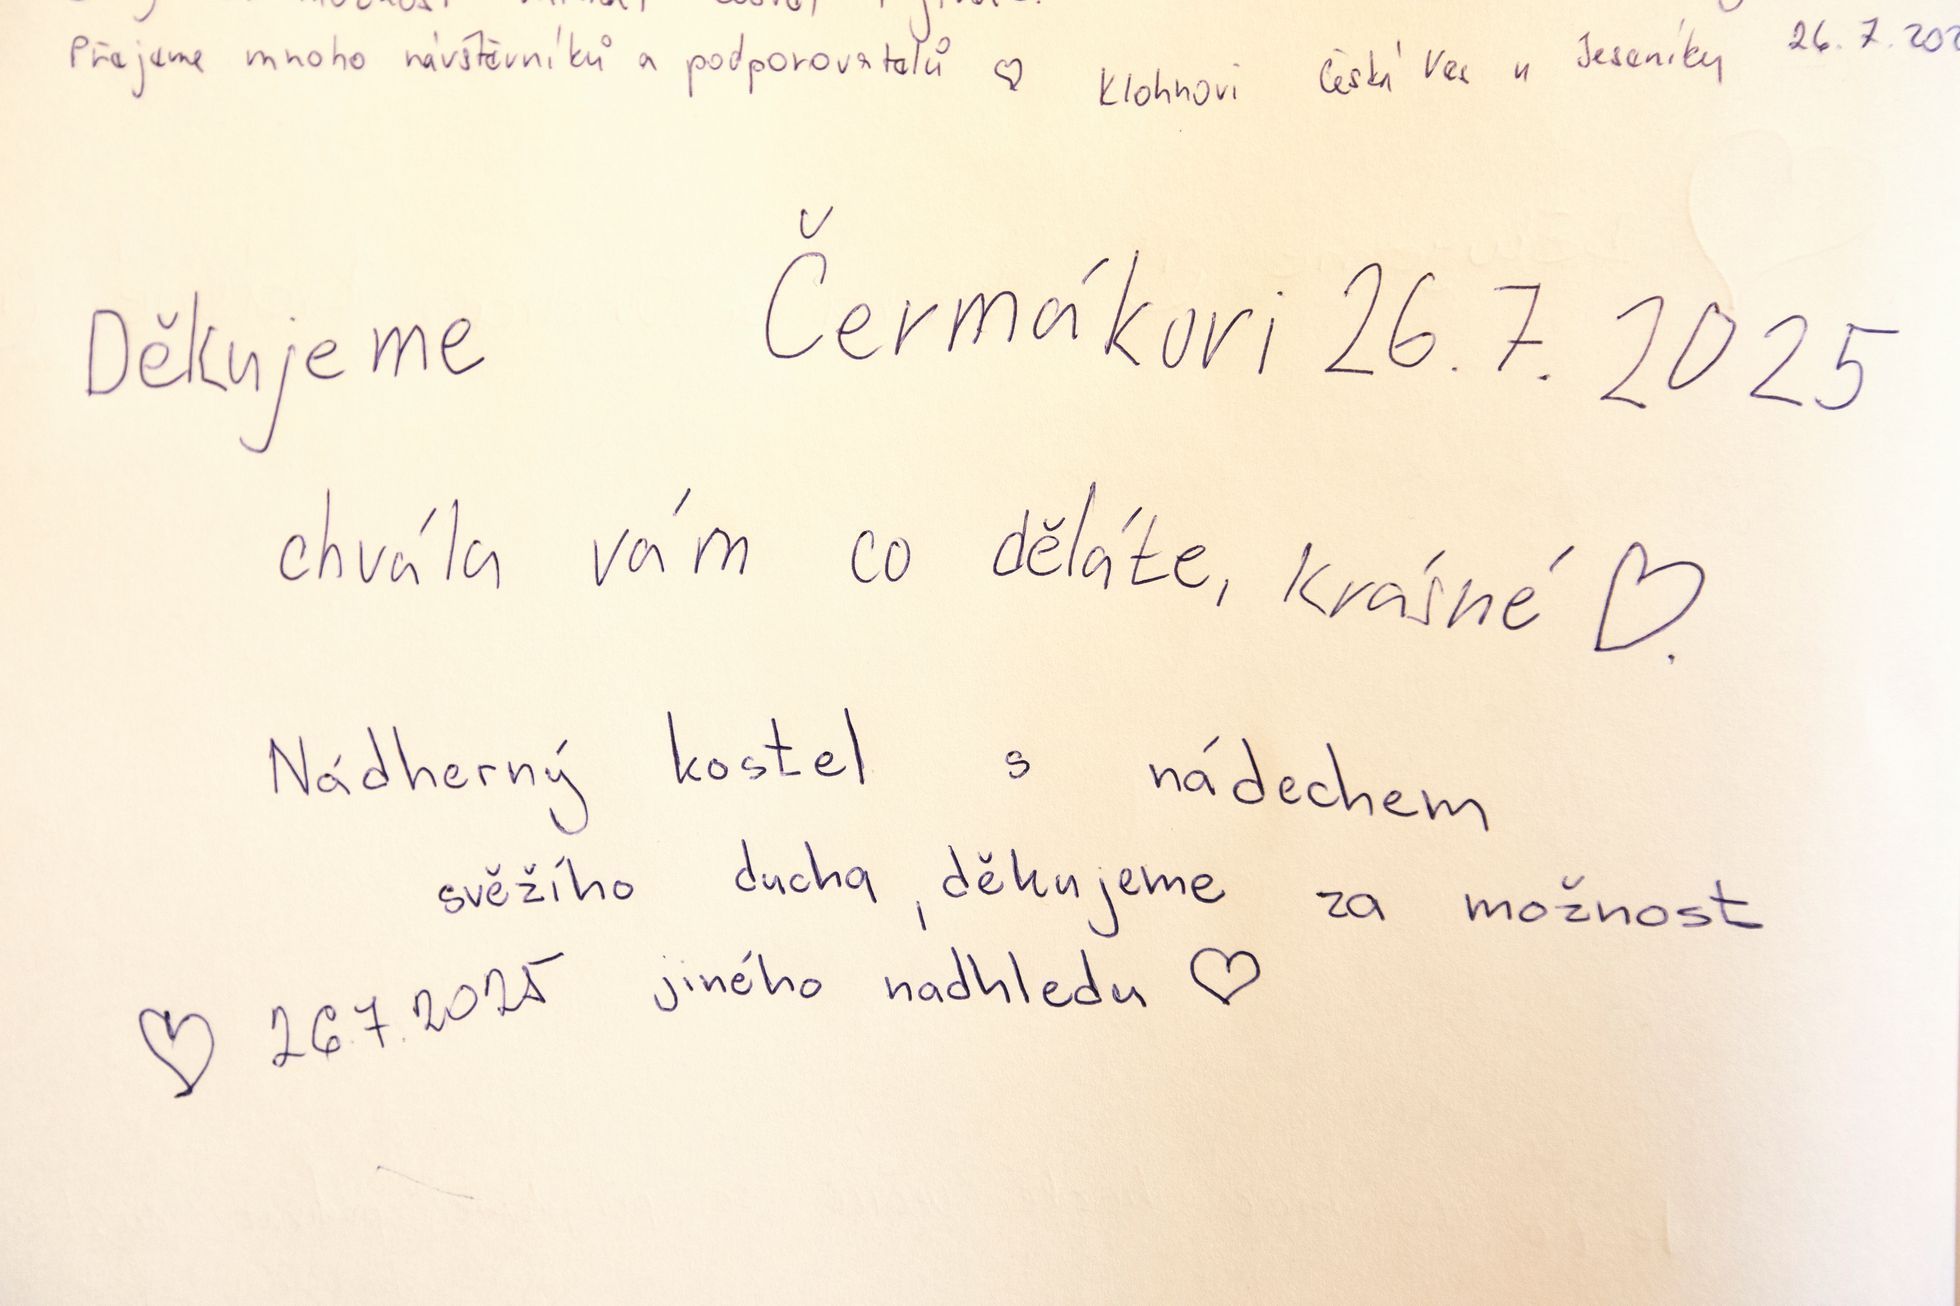 Přejeme mnoho návštěvníků a podporovatelů ♡ Klohnovi Česká Ves u Jeseníku 26.7.202
Děkujeme Čermákovi 26.7.2025
chvála vám co děláte, krásné ♡.
Nádherný kostel s nádechem
svěžího ducha, děkujeme za možnost
jiného nadhledu ♡
♡ 26.7.2025